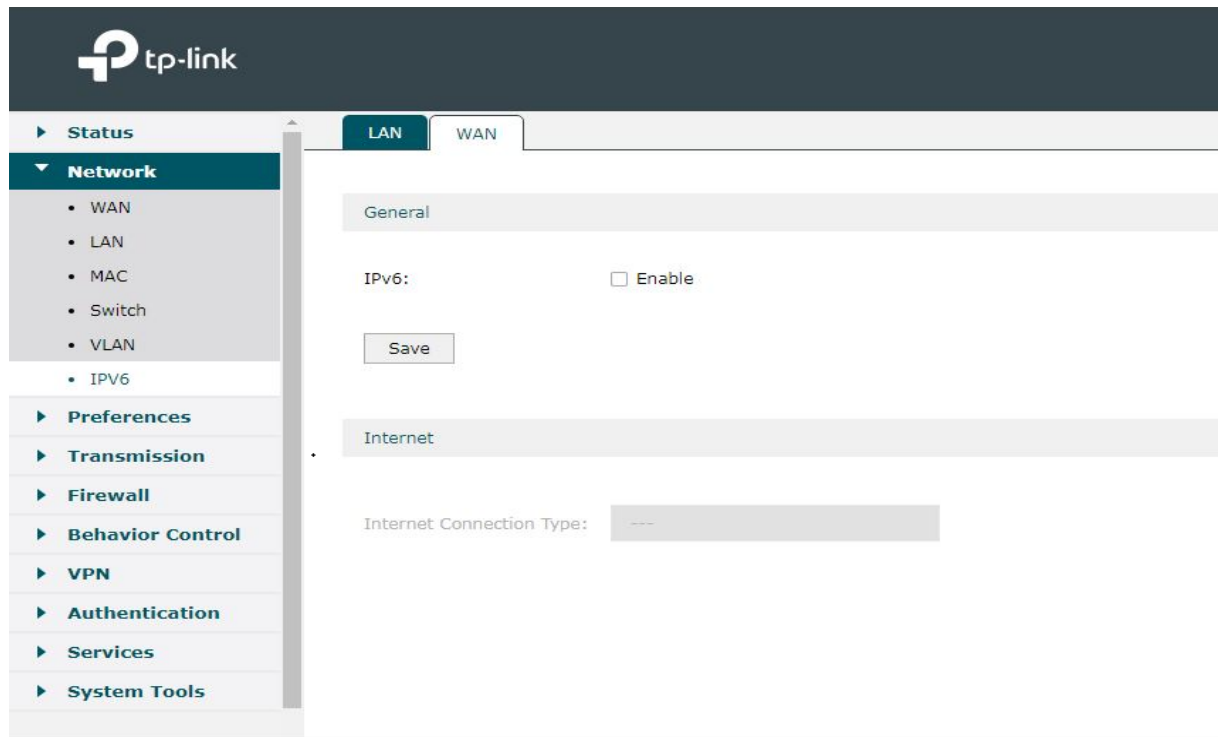 tp-link
Status
Network
WAN
LAN
MAC
Switch
VLAN
IPV6
Preferences
Transmission
Firewall
Behavior Control
VPN
Authentication
Services
System Tools
LAN WAN
General
IPv6: Enable
Save
Internet
Internet Connection Type: ---